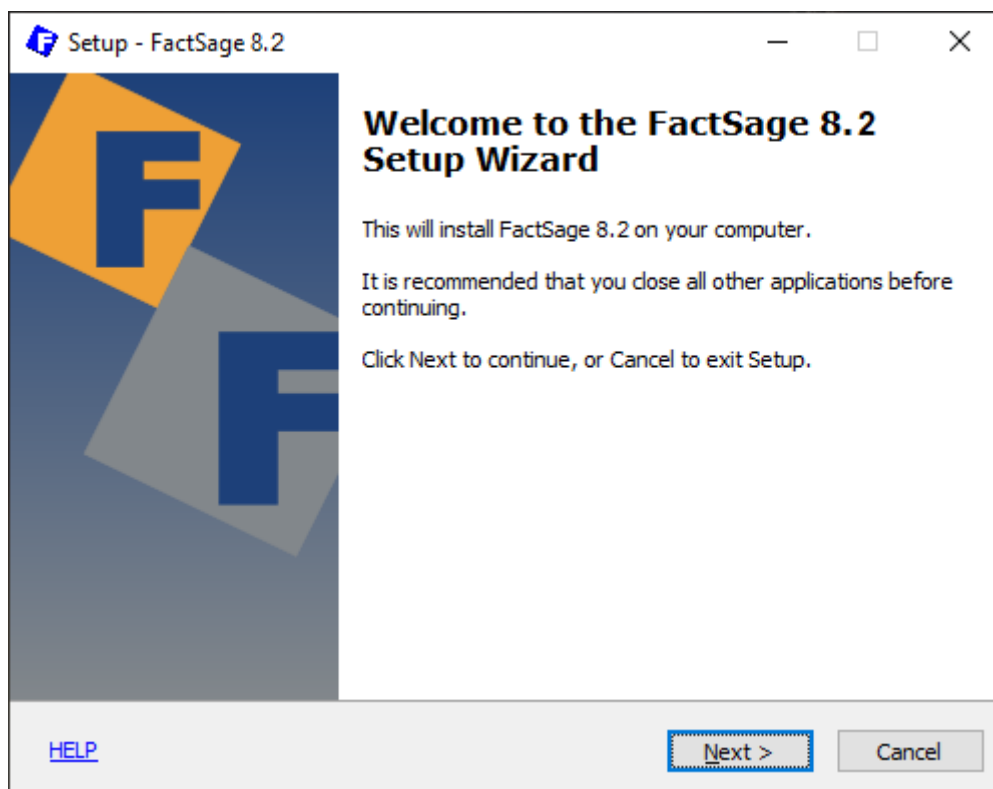 Setup - FactSage 8.2
F
F
Welcome to the FactSage 8.2
Setup Wizard
This will install FactSage 8.2 on your computer.
It is recommended that you close all other applications before
continuing.
Click Next to continue, or Cancel to exit Setup.
HELP
Next >
Cancel